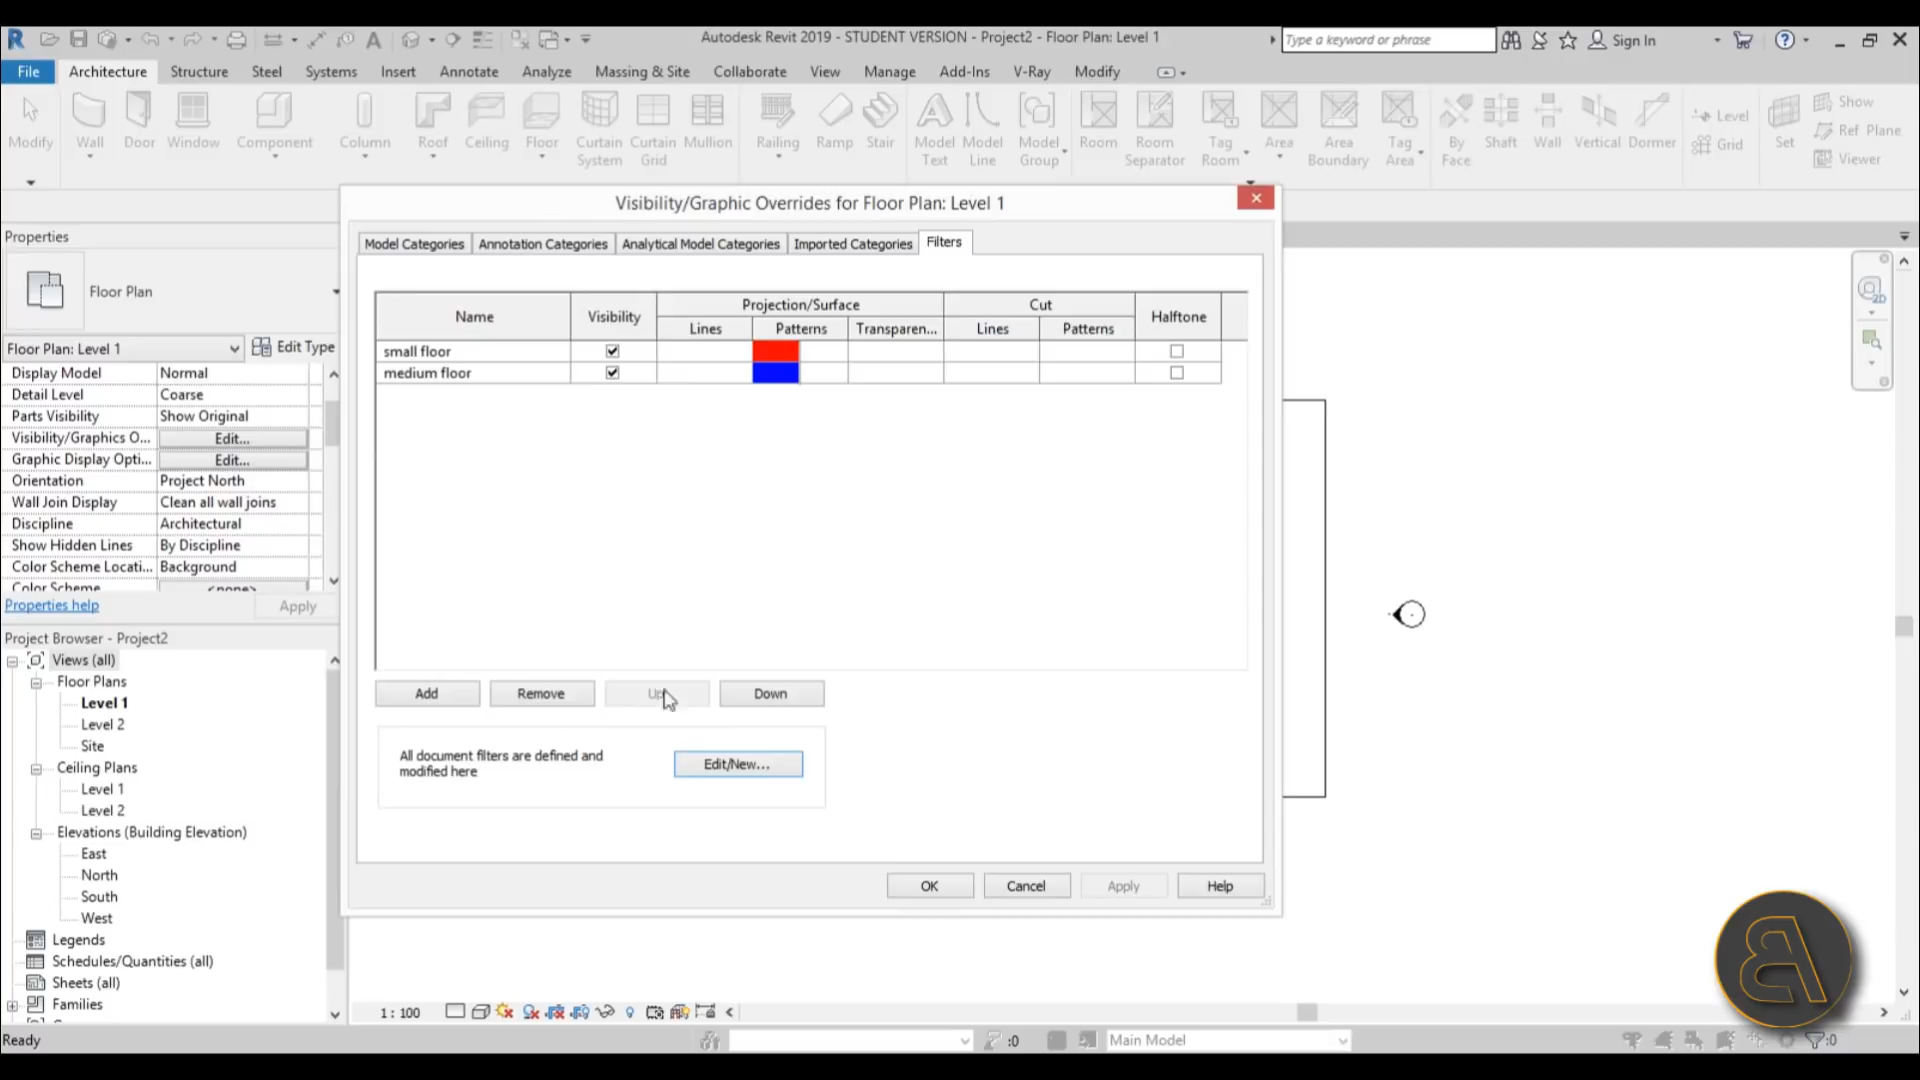 Autodesk Revit 2019 - STUDENT VERSION - Project2 - Floor Plan: Level 1
Type a keyword or phrase
Sign In
File Architecture Structure Steel Systems Insert Annotate Analyze Massing & Site Collaborate View Manage Add-Ins V-Ray Modify
Modify Wall Door Window Component Column Roof Ceiling Floor Curtain System Curtain Grid Mullion Railing Ramp Stair Model Text Model Line Model Group Room Room Separator Tag Room Area Area Boundary Tag Area By Face Shaft Wall Vertical Dormer Level Grid Set Show Ref Plane Viewer
Properties
Floor Plan
Floor Plan: Level 1 Edit Type
Display Model Normal
Detail Level Coarse
Parts Visibility Show Original
Visibility/Graphics O... Edit...
Graphic Display Opti... Edit...
Orientation Project North
Wall Join Display Clean all wall joins
Discipline Architectural
Show Hidden Lines By Discipline
Color Scheme Locati... Background
Color Scheme <none>
Properties help Apply
Project Browser - Project2
Views (all)
Floor Plans
Level 1
Level 2
Site
Ceiling Plans
Level 1
Level 2
Elevations (Building Elevation)
East
North
South
West
Legends
Schedules/Quantities (all)
Sheets (all)
Families
Visibility/Graphic Overrides for Floor Plan: Level 1
Model Categories Annotation Categories Analytical Model Categories Imported Categories Filters
Name Visibility Projection/Surface Cut Halftone
Lines Patterns Transparen... Lines Patterns
small floor
medium floor
Add Remove Up Down
All document filters are defined and
modified here
Edit/New...
OK Cancel Apply Help
1 : 100
Ready
:0
Main Model
:0
2D